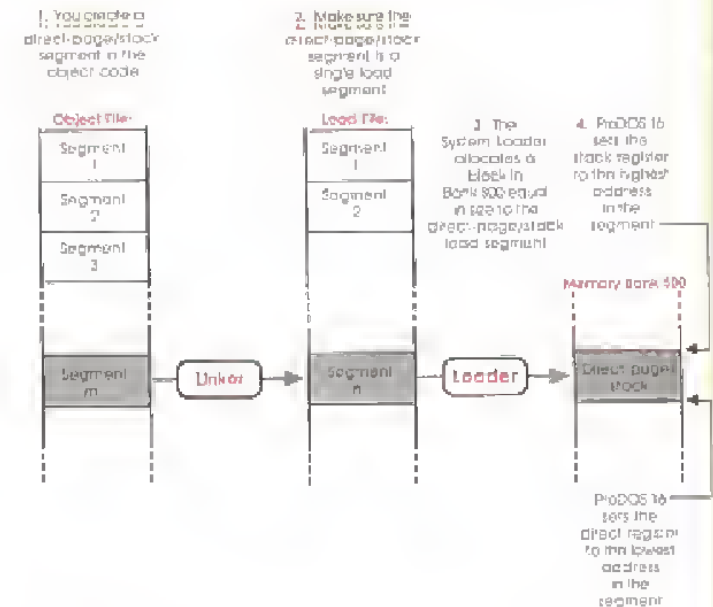 1. You create a
direct-page/stack
segment in the
object code
2. Make sure the
direct-page/stack
segment is a
single load
segment
3. The
System Loader
allocates a
block in
Bank $00 equal
in size to the
direct-page/stack
load segment
4. ProDOS 16
sets the
stack register
to the highest
address
in the
segment
Object File:
Segment
1
Segment
2
Segment
3
Segment
m
Linker
Load File:
Segment
1
Segment
2
Segment
n
Loader
Memory Bank $00
Direct page/
stack
ProDOS 16
sets the
direct register
to the lowest
address
in the
segment